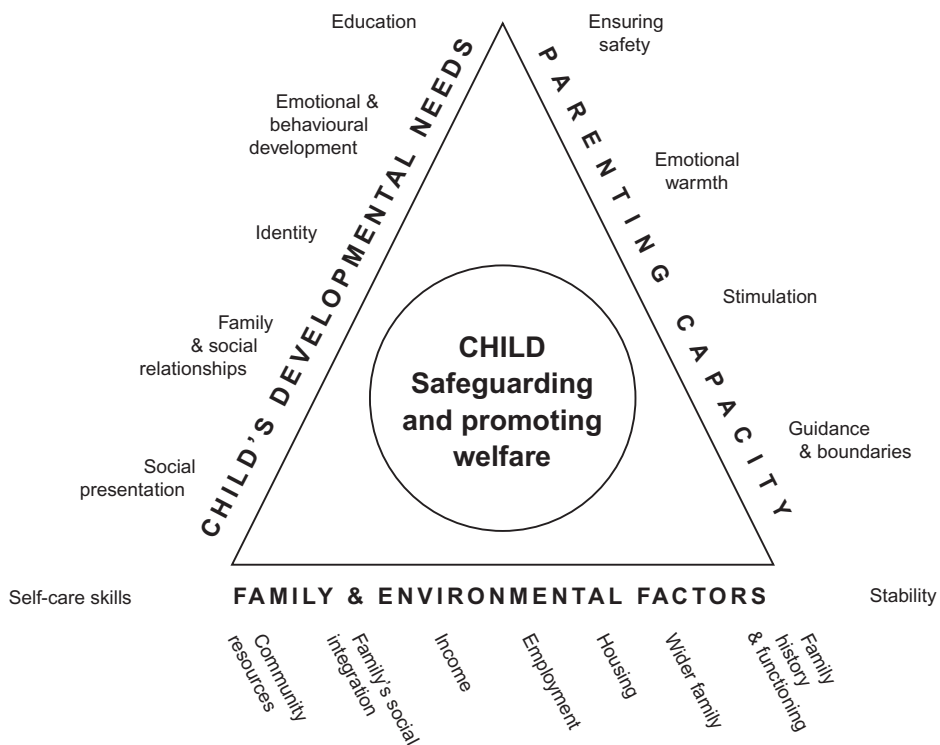 Education
Emotional &
behavioural
development
Identity
Family
& social
relationships
Social
presentation
Self-care skills
CHILD'S DEVELOPMENTAL NEEDS
Ensuring
safety
Emotional
warmth
Stimulation
Guidance
& boundaries
Stability
PARENTING CAPACITY
CHILD
Safeguarding
and promoting
welfare
FAMILY & ENVIRONMENTAL FACTORS
Community
resources
Family's social
integration
Income
Employment
Housing
Wider family
Family
history
& functioning